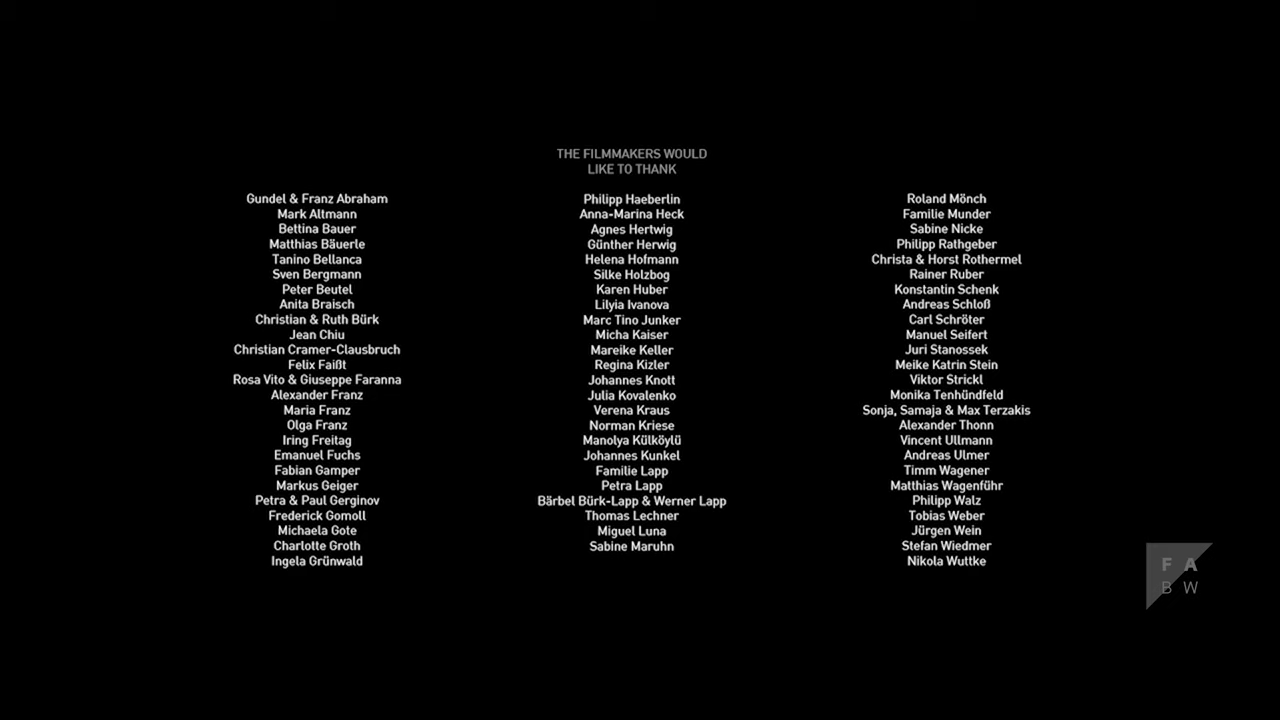 THE FILMMAKERS WOULD
LIKE TO THANK
Gundel & Franz Abraham
Mark Altmann
Bettina Bauer
Matthias Bäuerle
Tanino Bellanca
Sven Bergmann
Peter Beutel
Anita Braisch
Christian & Ruth Bürk
Jean Chiu
Christian Cramer-Clausbruch
Felix Faißt
Rosa Vito & Giuseppe Faranna
Alexander Franz
Maria Franz
Olga Franz
Iring Freitag
Emanuel Fuchs
Fabian Gamper
Markus Geiger
Petra & Paul Gerginov
Frederick Gomoll
Michaela Gote
Charlotte Groth
Ingela Grünwald
Philipp Haeberlin
Anna-Marina Heck
Agnes Hertwig
Günther Herwig
Helena Hofmann
Silke Holzbog
Karen Huber
Lilyia Ivanova
Marc Tino Junker
Micha Kaiser
Mareike Keller
Regina Kizler
Johannes Knott
Julia Kovalenko
Verena Kraus
Norman Kriese
Manolya Külköylü
Johannes Kunkel
Familie Lapp
Petra Lapp
Bärbel Bürk-Lapp & Werner Lapp
Thomas Lechner
Miguel Luna
Sabine Maruhn
Roland Mönch
Familie Munder
Sabine Nicke
Philipp Rathgeber
Christa & Horst Rothermel
Rainer Ruber
Konstantin Schenk
Andreas Schloß
Carl Schröter
Manuel Seifert
Juri Stanossek
Meike Katrin Stein
Viktor Strickl
Monika Tenhündfeld
Sonja, Samaja & Max Terzakis
Alexander Thonn
Vincent Ullmann
Andreas Ulmer
Timm Wagener
Matthias Wagenführ
Philipp Walz
Tobias Weber
Jürgen Wein
Stefan Wiedmer
Nikola Wuttke
F A
B W